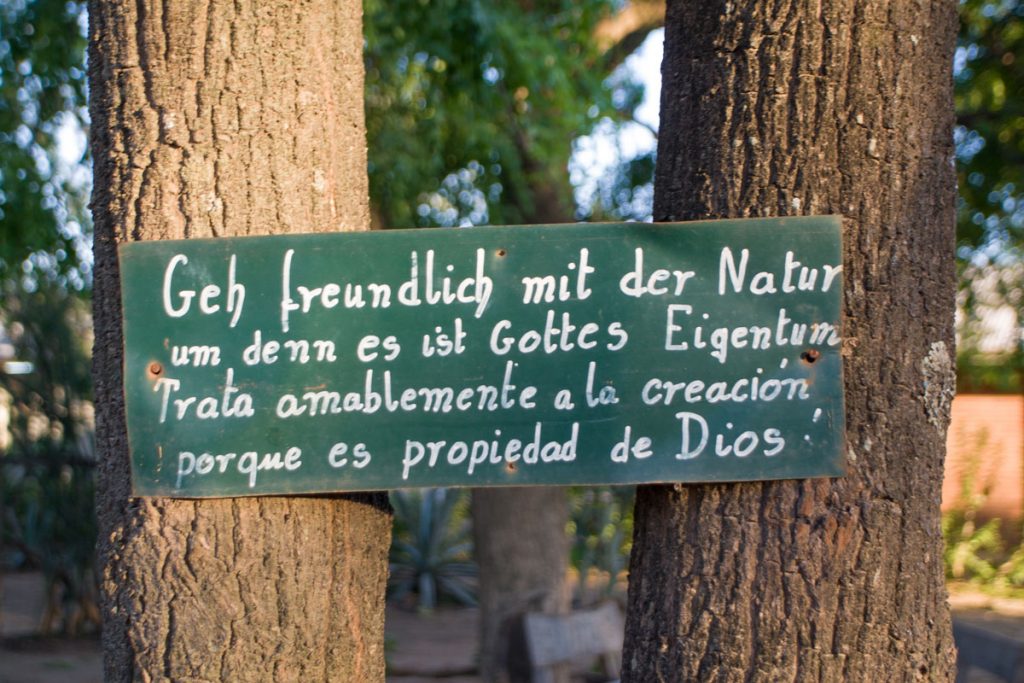 Geh freundlich mit der Natur
um denn es ist Gottes Eigentum
Trata amablemente a la creación
porque es propiedad de Dios!